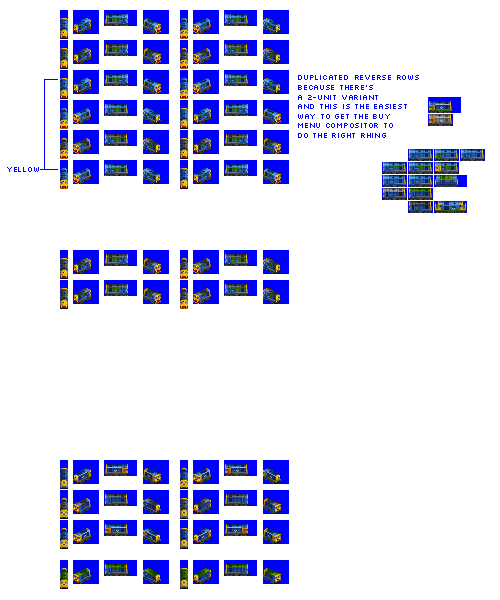 DUPLICATED REVERSE ROWS
BECAUSE THERE'S
A 2-UNIT VARIANT
AND THIS IS THE EASIEST
WAY TO GET THE BUY
MENU COMPOSITOR TO
DO THE RIGHT RHING
YELLOW